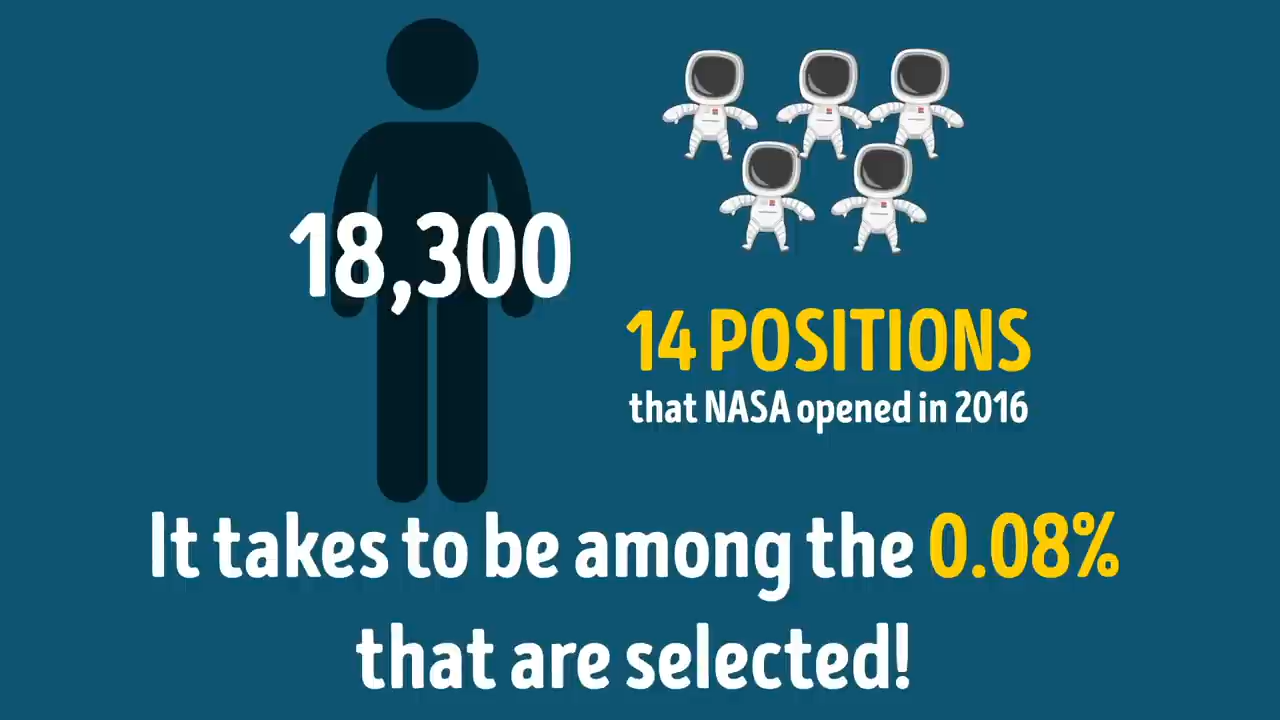 18,300
14 POSITIONS
that NASA opened in 2016
It takes to be among the 0.08%
that are selected!